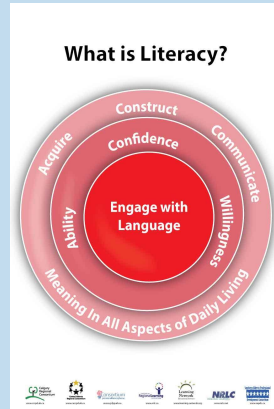 What is Literacy?
Acquire
Construct
Communicate
Ability
Confidence
Willingness
Engage with
Language
Meaning In All Aspects of Daily Living
NRLC